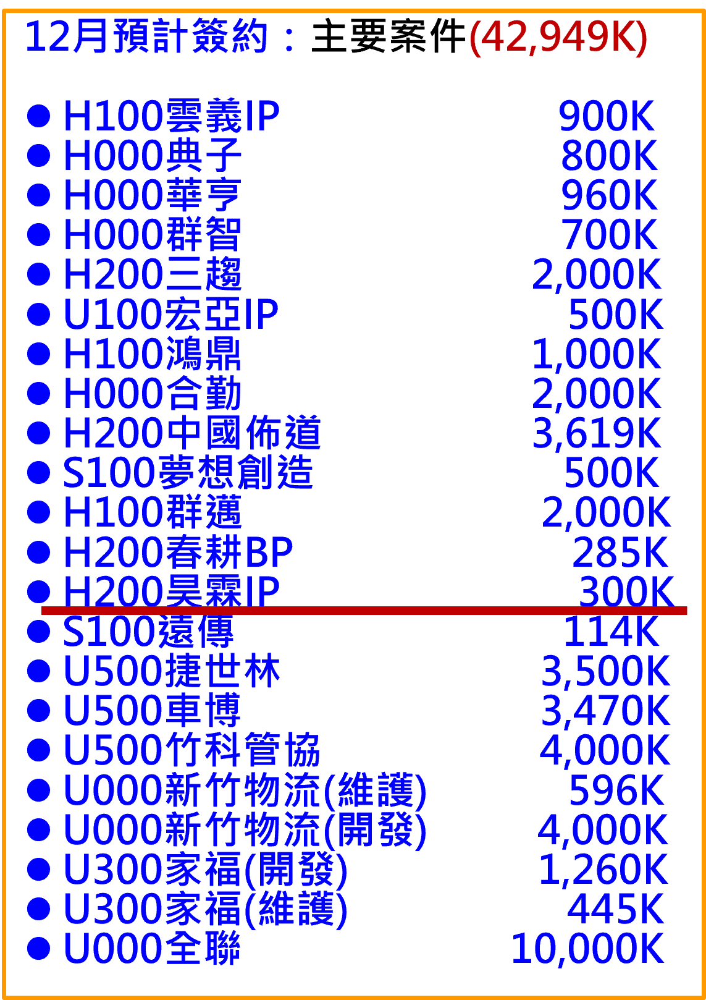 12月預計簽約：主要案件(42,949K)
● H100雲義IP 900K
● H000典子 800K
● H000華亨 960K
● H000群智 700K
● H200三趨 2,000K
● U100宏亞IP 500K
● H100鴻鼎 1,000K
● H000合勤 2,000K
● H200中國佈道 3,619K
● S100夢想創造 500K
● H100群邁 2,000K
● H200春耕BP 285K
● H200昊霖IP 300K
● S100遠傳 114K
● U500捷世林 3,500K
● U500車博 3,470K
● U500竹科管協 4,000K
● U000新竹物流(維護) 596K
● U000新竹物流(開發) 4,000K
● U300家福(開發) 1,260K
● U300家福(維護) 445K
● U000全聯 10,000K